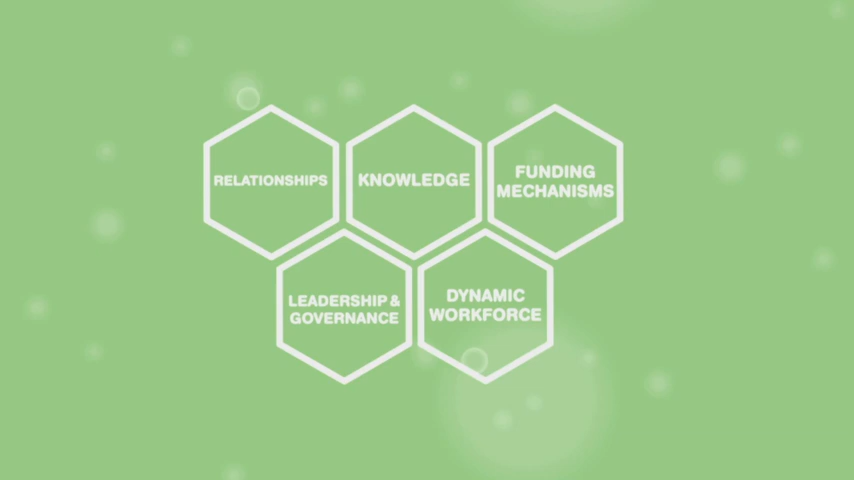 RELATIONSHIPS
KNOWLEDGE
FUNDING
MECHANISMS
LEADERSHIP &
GOVERNANCE
DYNAMIC
WORKFORCE